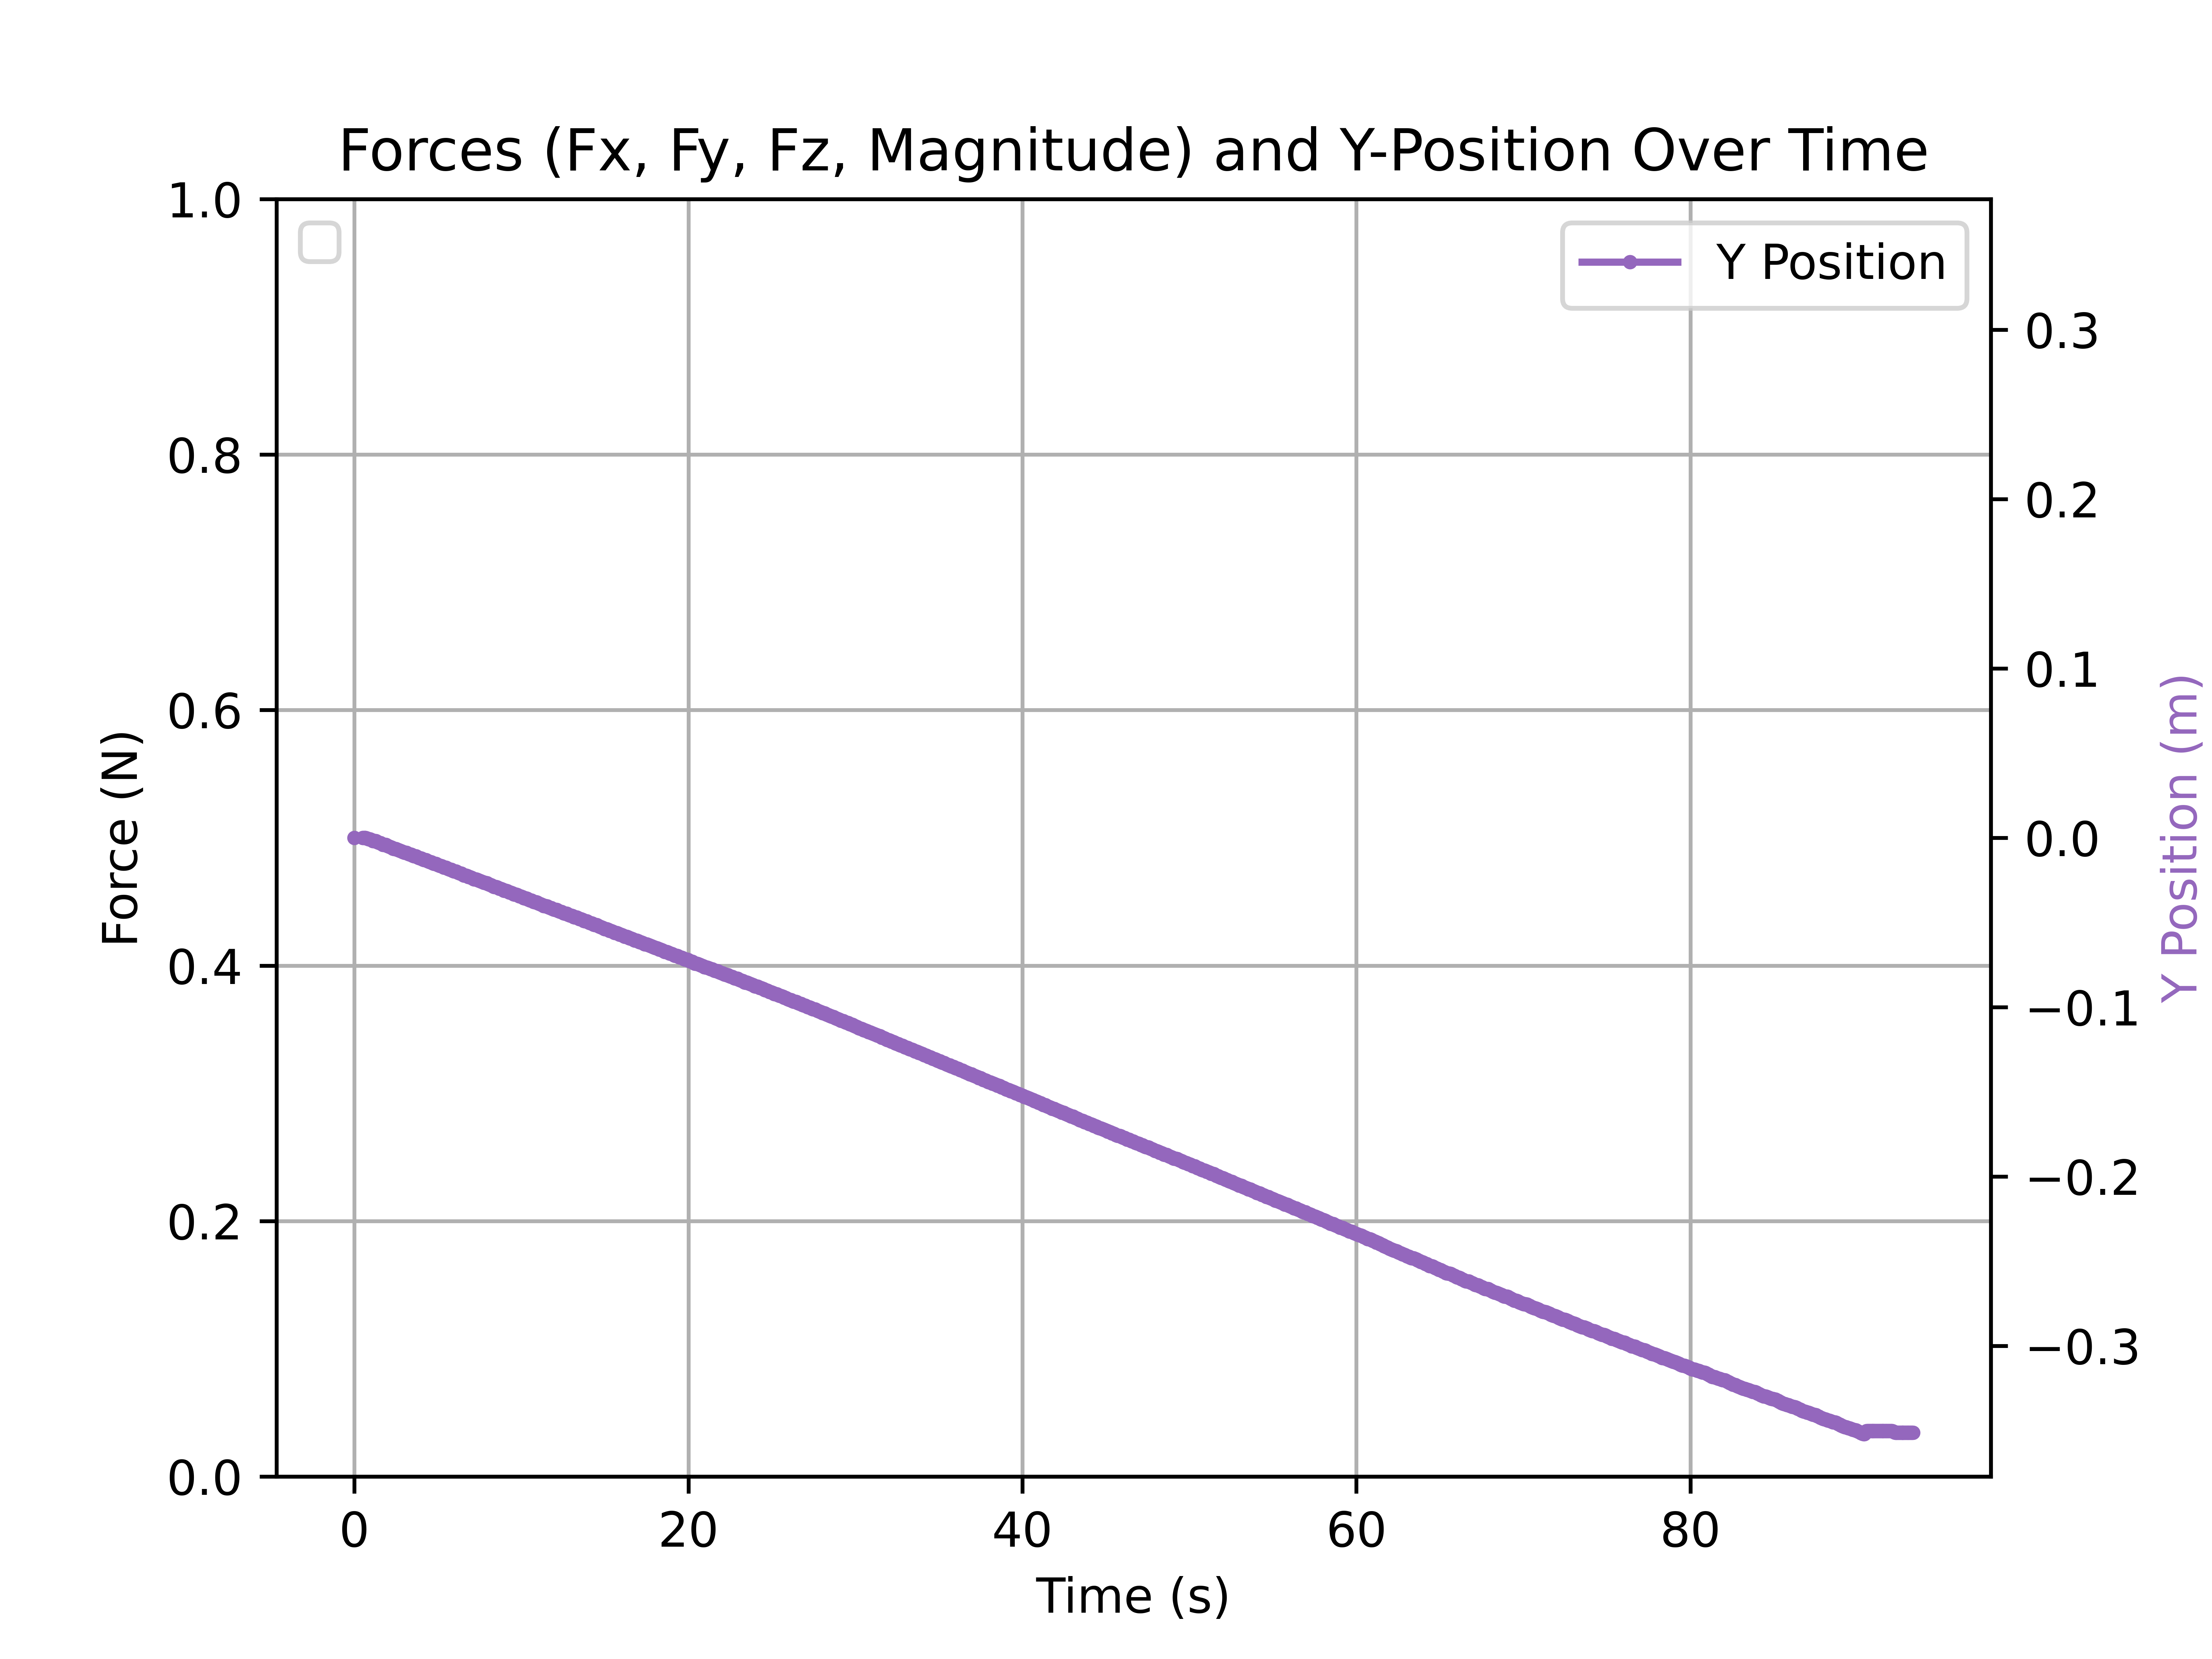 Forces (Fx, Fy, Fz, Magnitude) and Y-Position Over Time
1.0
0.8
0.6
0.4
0.2
0.0
Force (N)
Y Position
0.3
0.2
0.1
0.0
−0.1
−0.2
−0.3
Y Position (m)
0 20 40 60 80
Time (s)